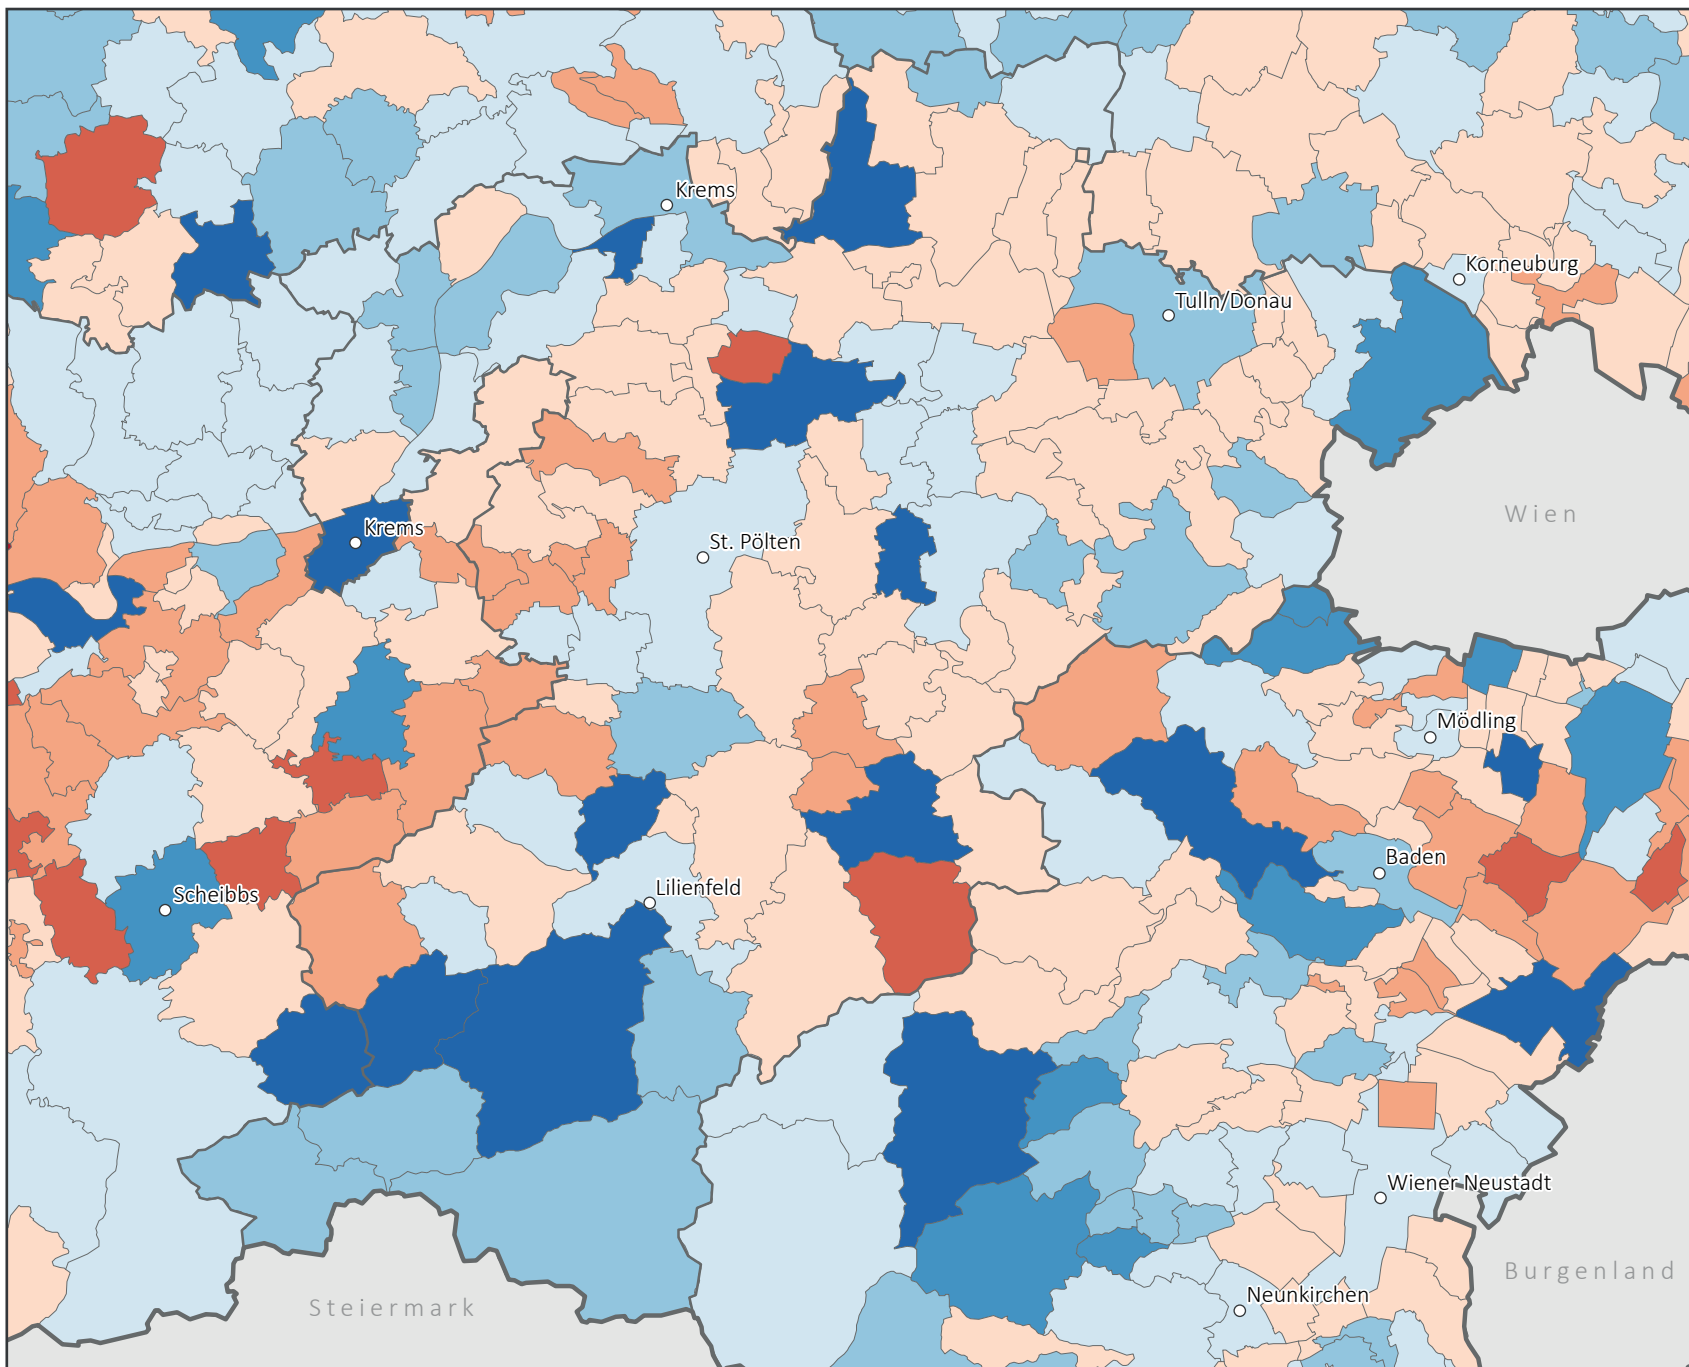 Krems
Korneuburg
Tulln/Donau
Wien
Krems
St. Pölten
Mödling
Baden
Scheibbs
Lilienfeld
Wiener Neustadt
Burgenland
Neunkirchen
Steiermark